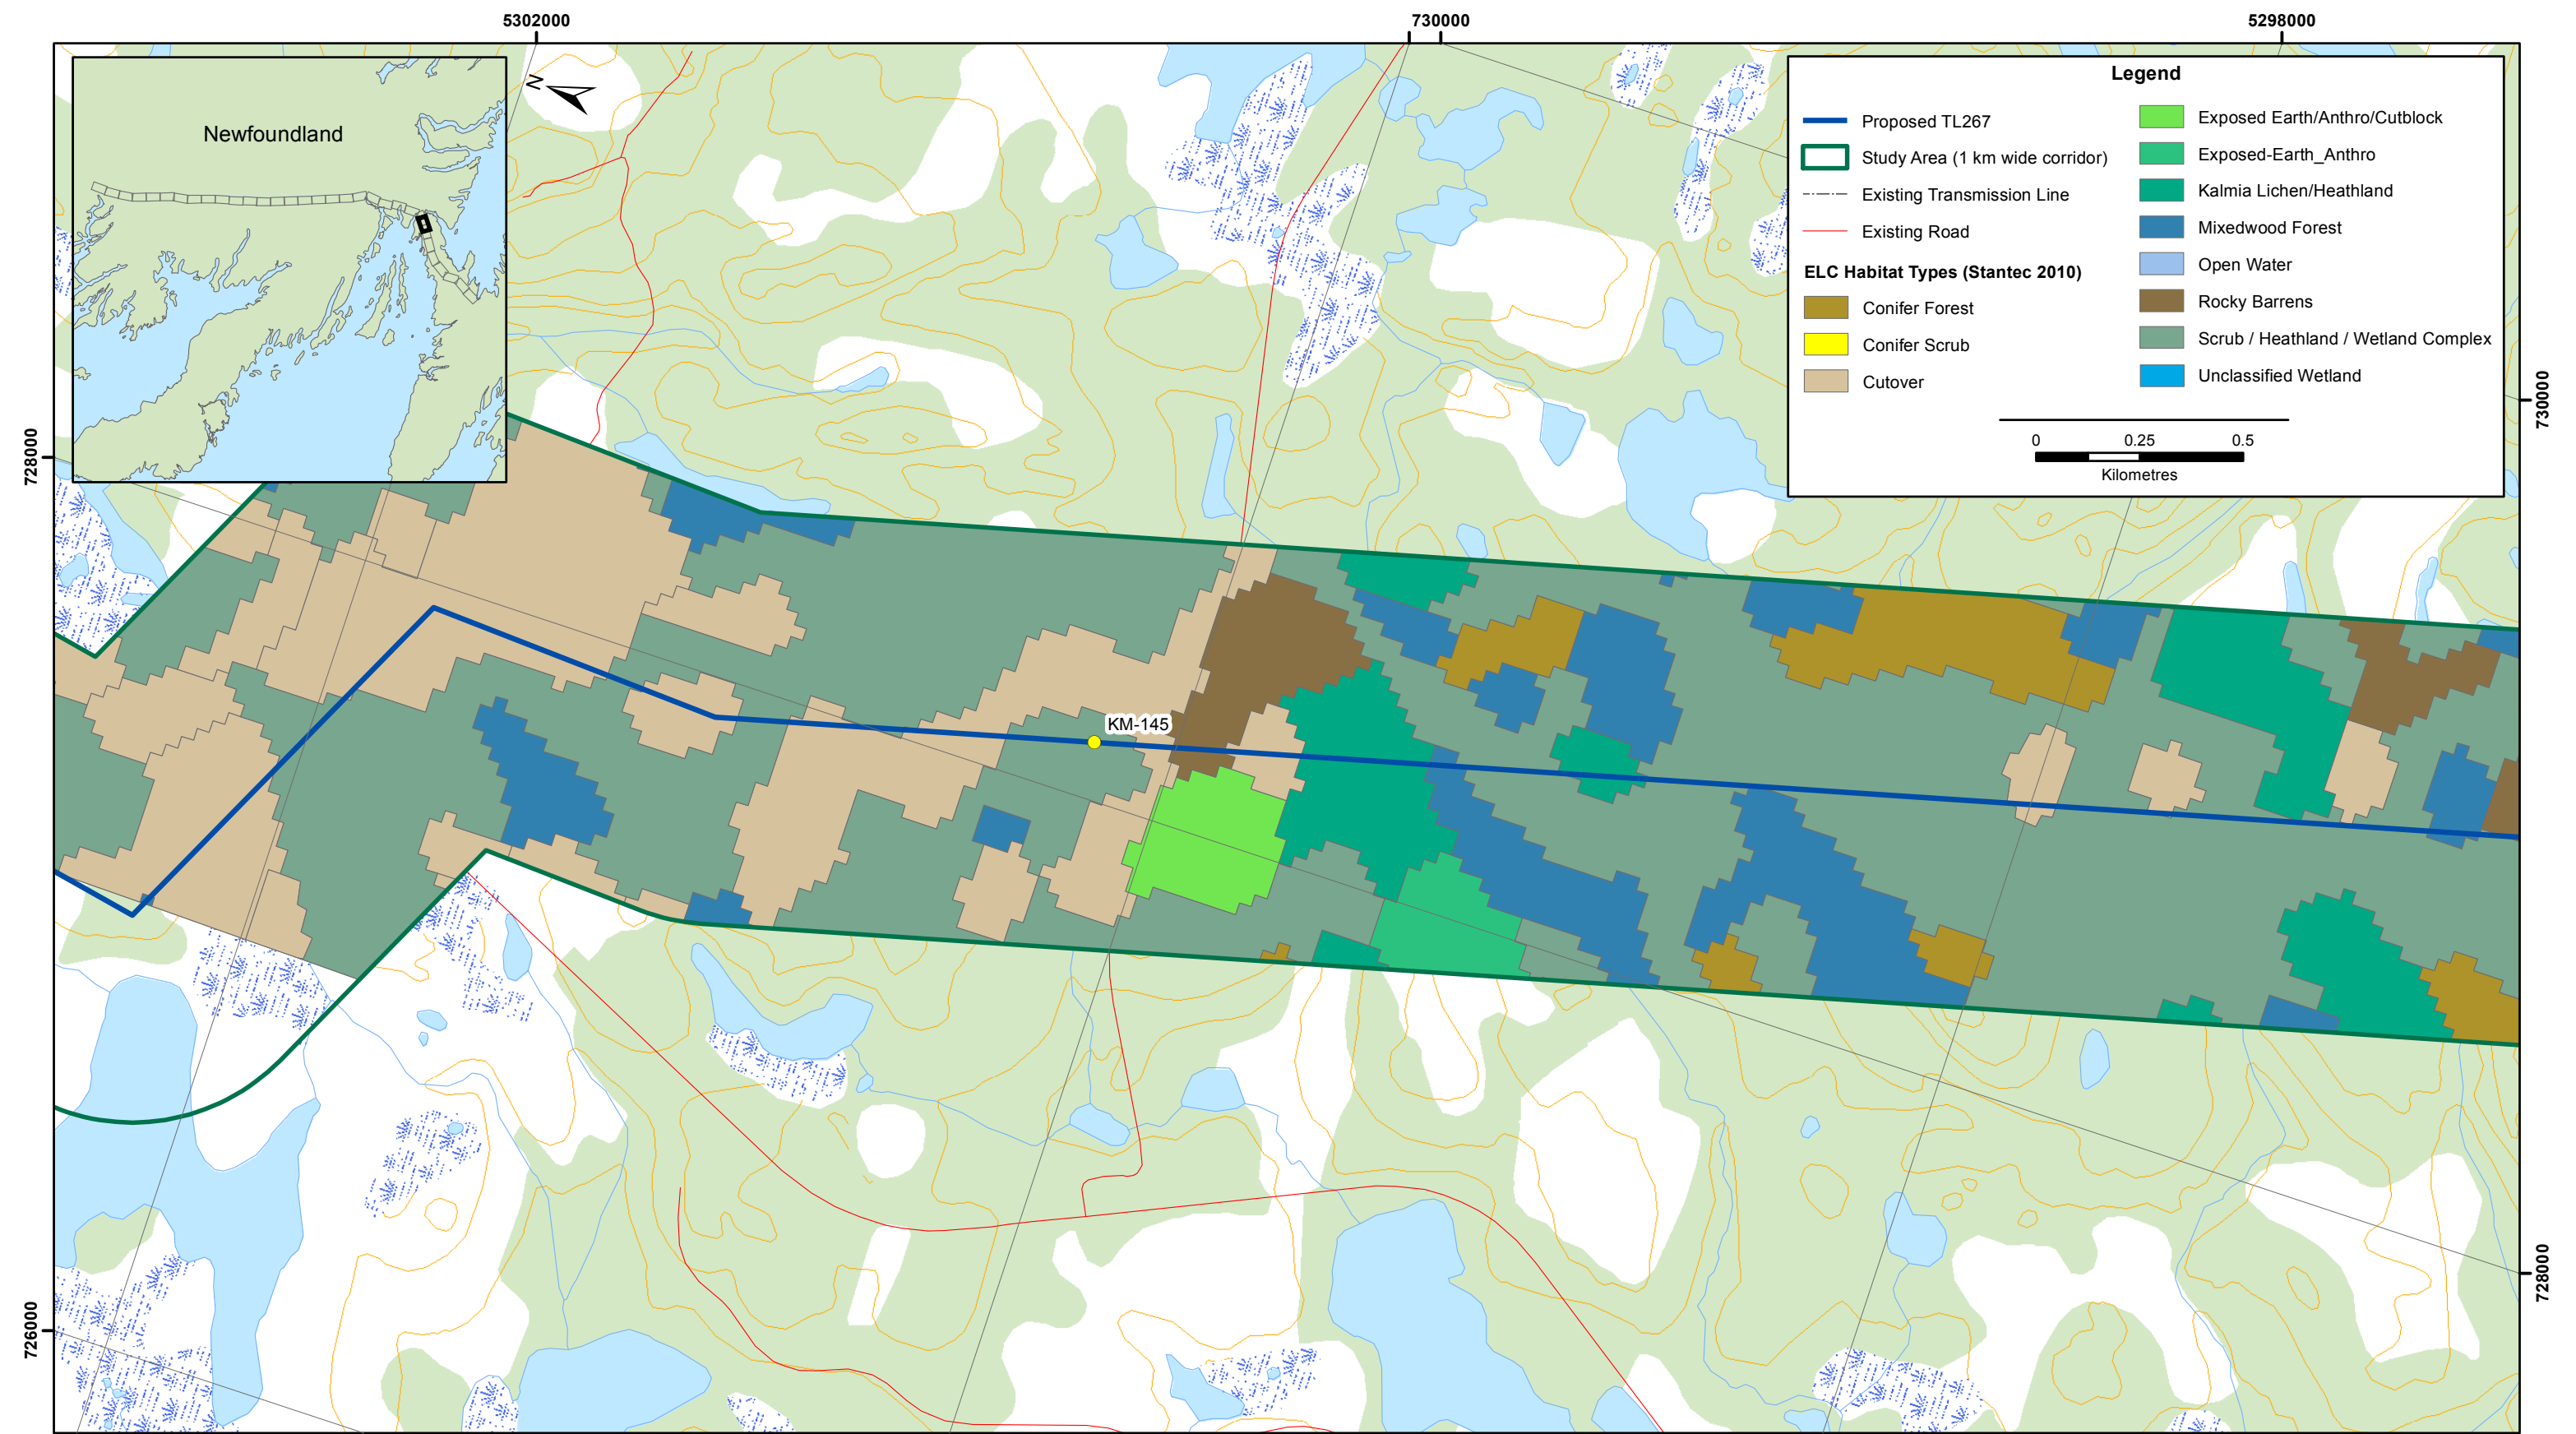 5302000
730000
5298000
N
Newfoundland
Legend
Proposed TL267
Study Area (1 km wide corridor)
Existing Transmission Line
Existing Road
ELC Habitat Types (Stantec 2010)
Conifer Forest
Conifer Scrub
Cutover
Exposed Earth/Anthro/Cutblock
Exposed-Earth_Anthro
Kalmia Lichen/Heathland
Mixedwood Forest
Open Water
Rocky Barrens
Scrub / Heathland / Wetland Complex
Unclassified Wetland
0 0.25 0.5
Kilometres
728000
730000
KM-145
726000
728000